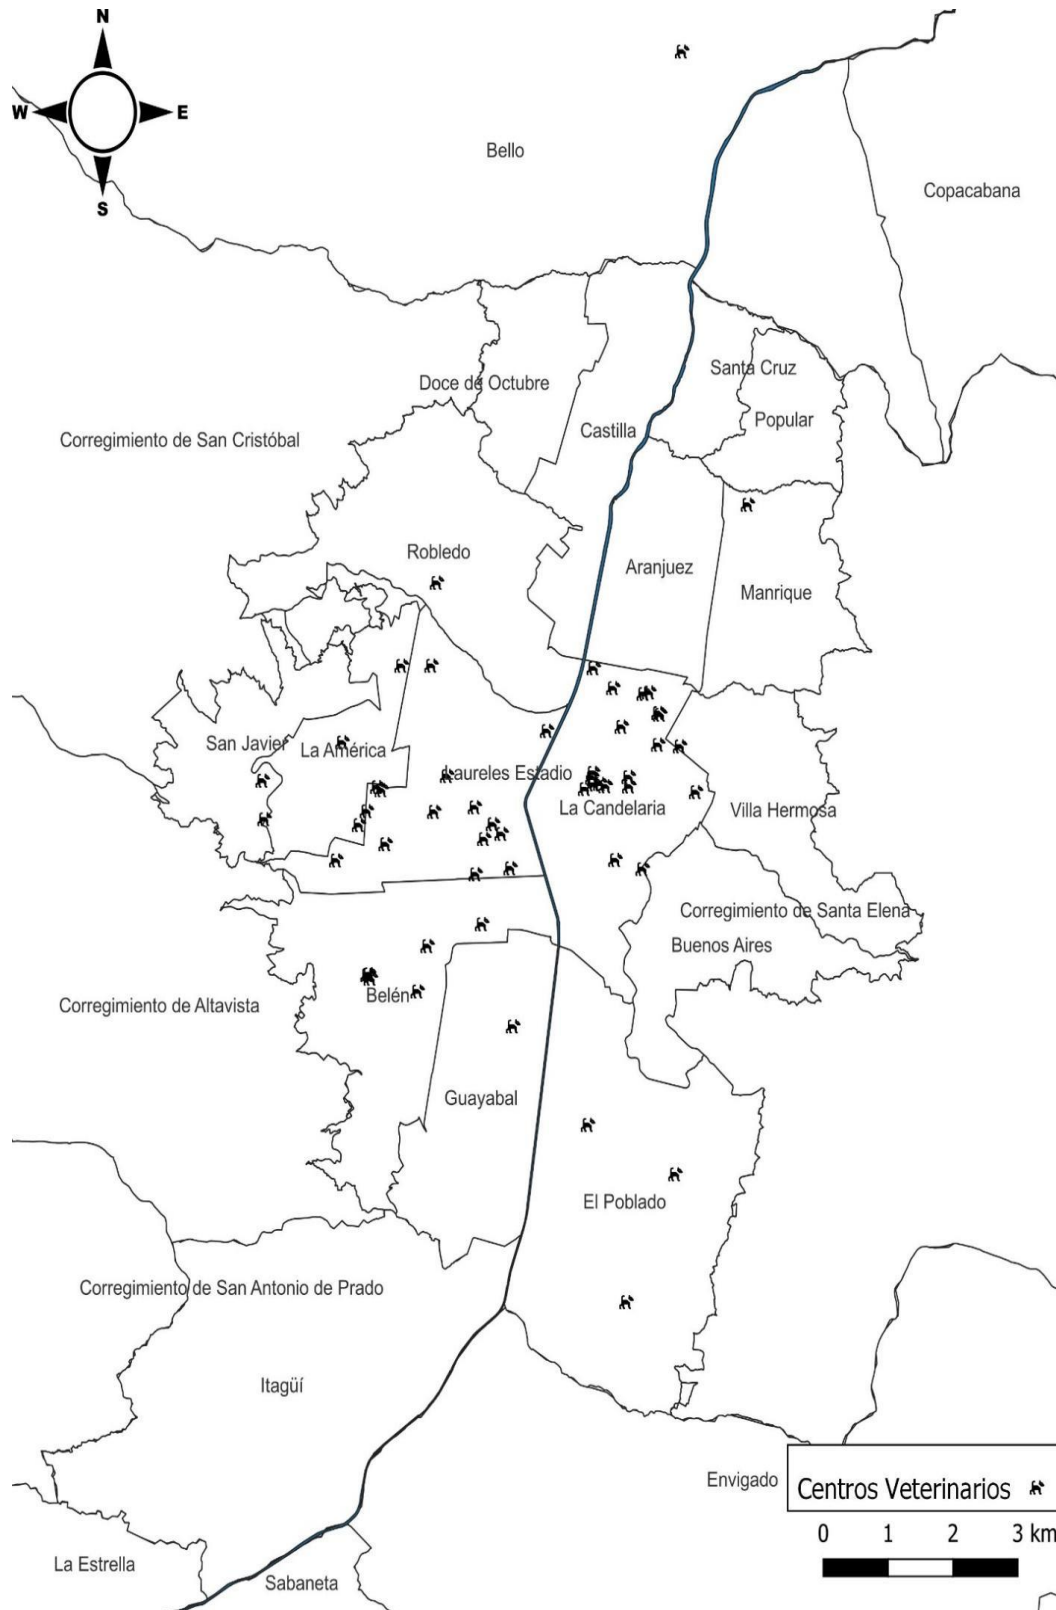 N
W E
S
Bello
Copacabana
Santa Cruz
Doce de Octubre
Popular
Castilla
Corregimiento de San Cristóbal
Robledo
Aranjuez
Manrique
San Javier
La América
Laureles Estadio
La Candelaria
Villa Hermosa
Corregimiento de Santa Elena
Buenos Aires
Belén
Corregimiento de Altavista
Guayabal
El Poblado
Corregimiento de San Antonio de Prado
Itagüí
Envigado
Centros Veterinarios
0 1 2 3 km
La Estrella
Sabaneta